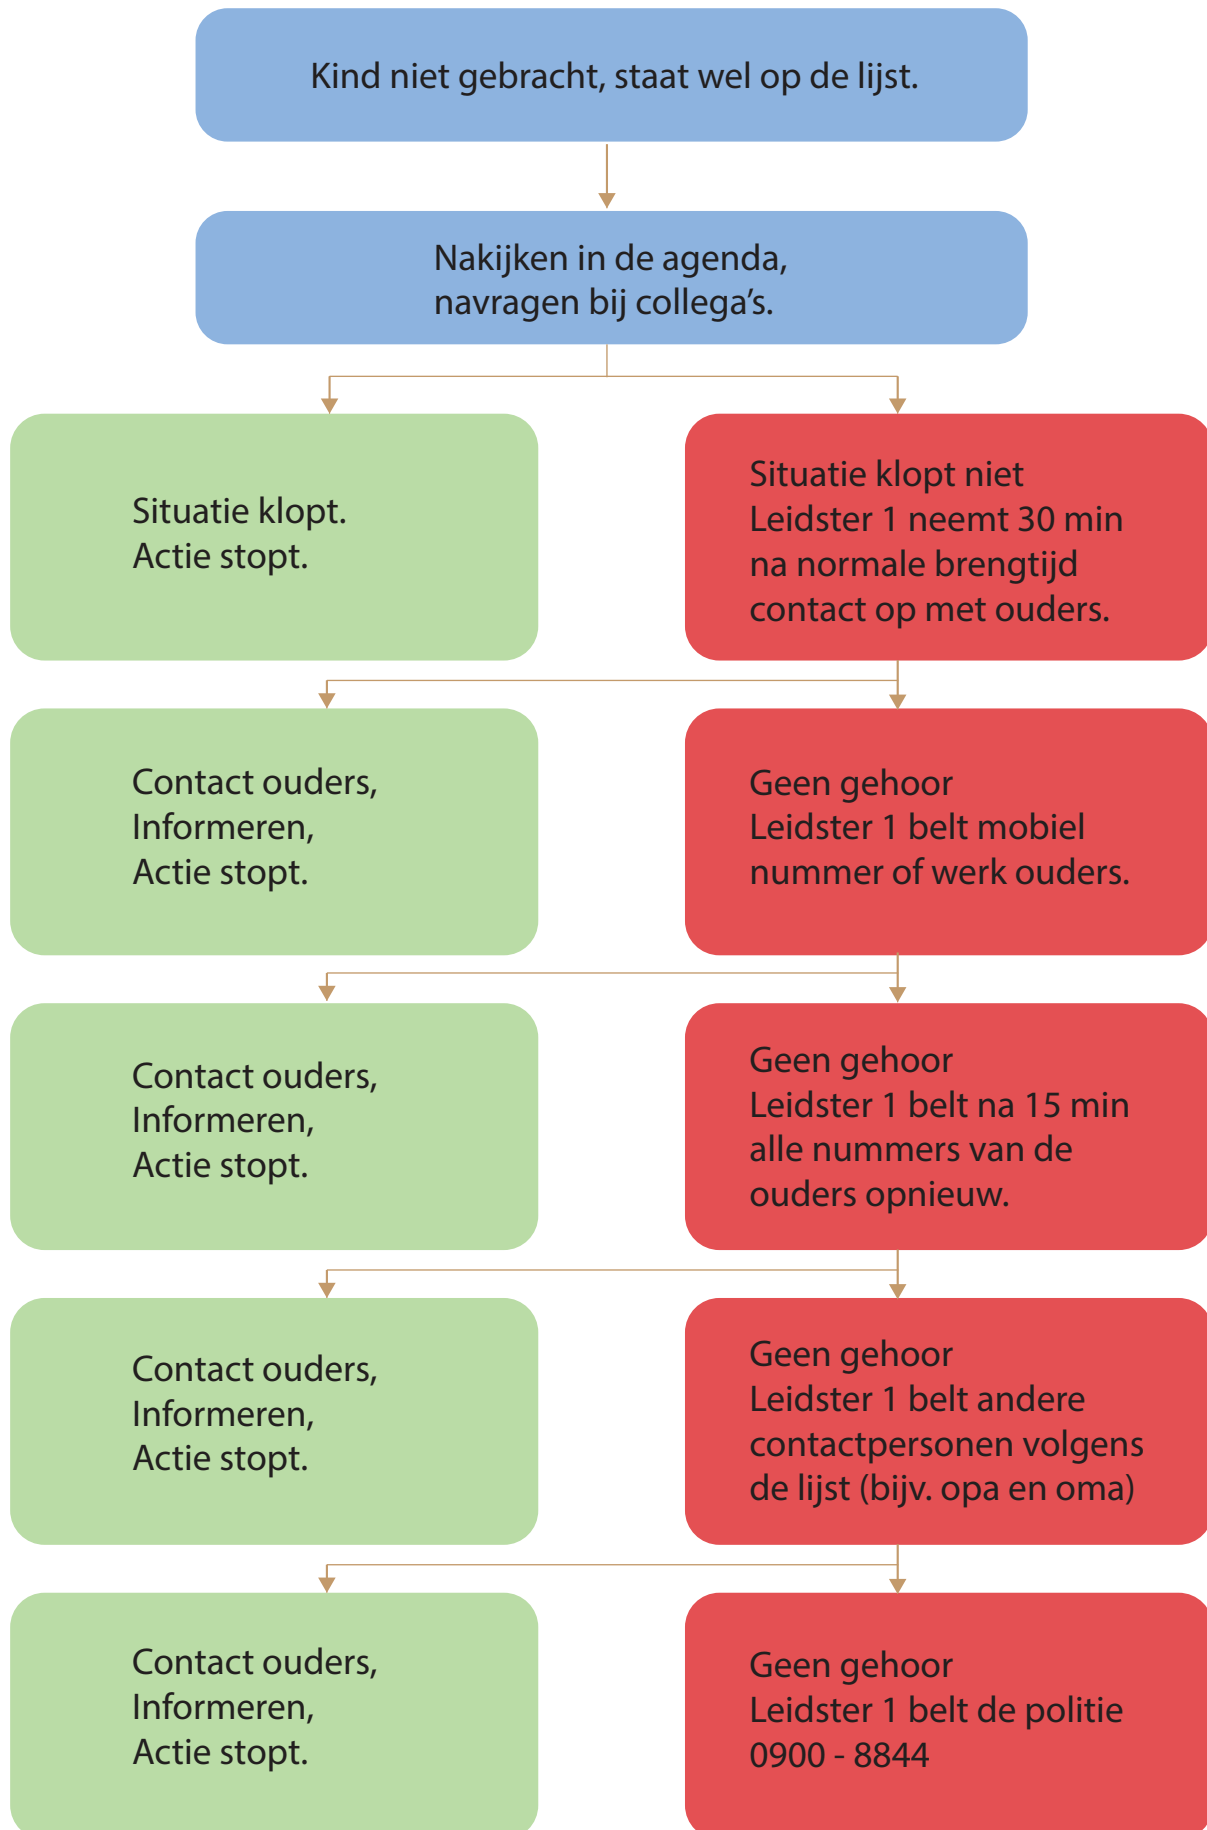 Kind niet gebracht, staat wel op de lijst.
Nakijken in de agenda,
navragen bij collega’s.
Situatie klopt.
Actie stopt.
Situatie klopt niet
Leidster 1 neemt 30 min
na normale brengtijd
contact op met ouders.
Contact ouders,
Informeren,
Actie stopt.
Geen gehoor
Leidster 1 belt mobiel
nummer of werk ouders.
Contact ouders,
Informeren,
Actie stopt.
Geen gehoor
Leidster 1 belt na 15 min
alle nummers van de
ouders opnieuw.
Contact ouders,
Informeren,
Actie stopt.
Geen gehoor
Leidster 1 belt andere
contactpersonen volgens
de lijst (bijv. opa en oma)
Contact ouders,
Informeren,
Actie stopt.
Geen gehoor
Leidster 1 belt de politie
0900 - 8844